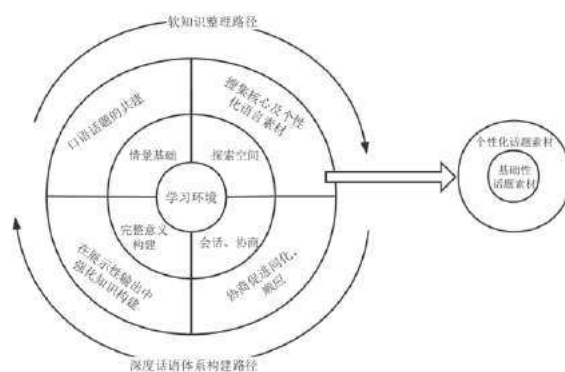 软知识整理路径
口语话题的共建
搜集核心及个性
化语言素材
情景基础
探索空间
学习环境
完整意义
构建
会话、协商
在展示性输出中
强化知识构建
协商促进同化、
顺应
个性化话题素材
基础性
话题素材
深度话语体系构建路径